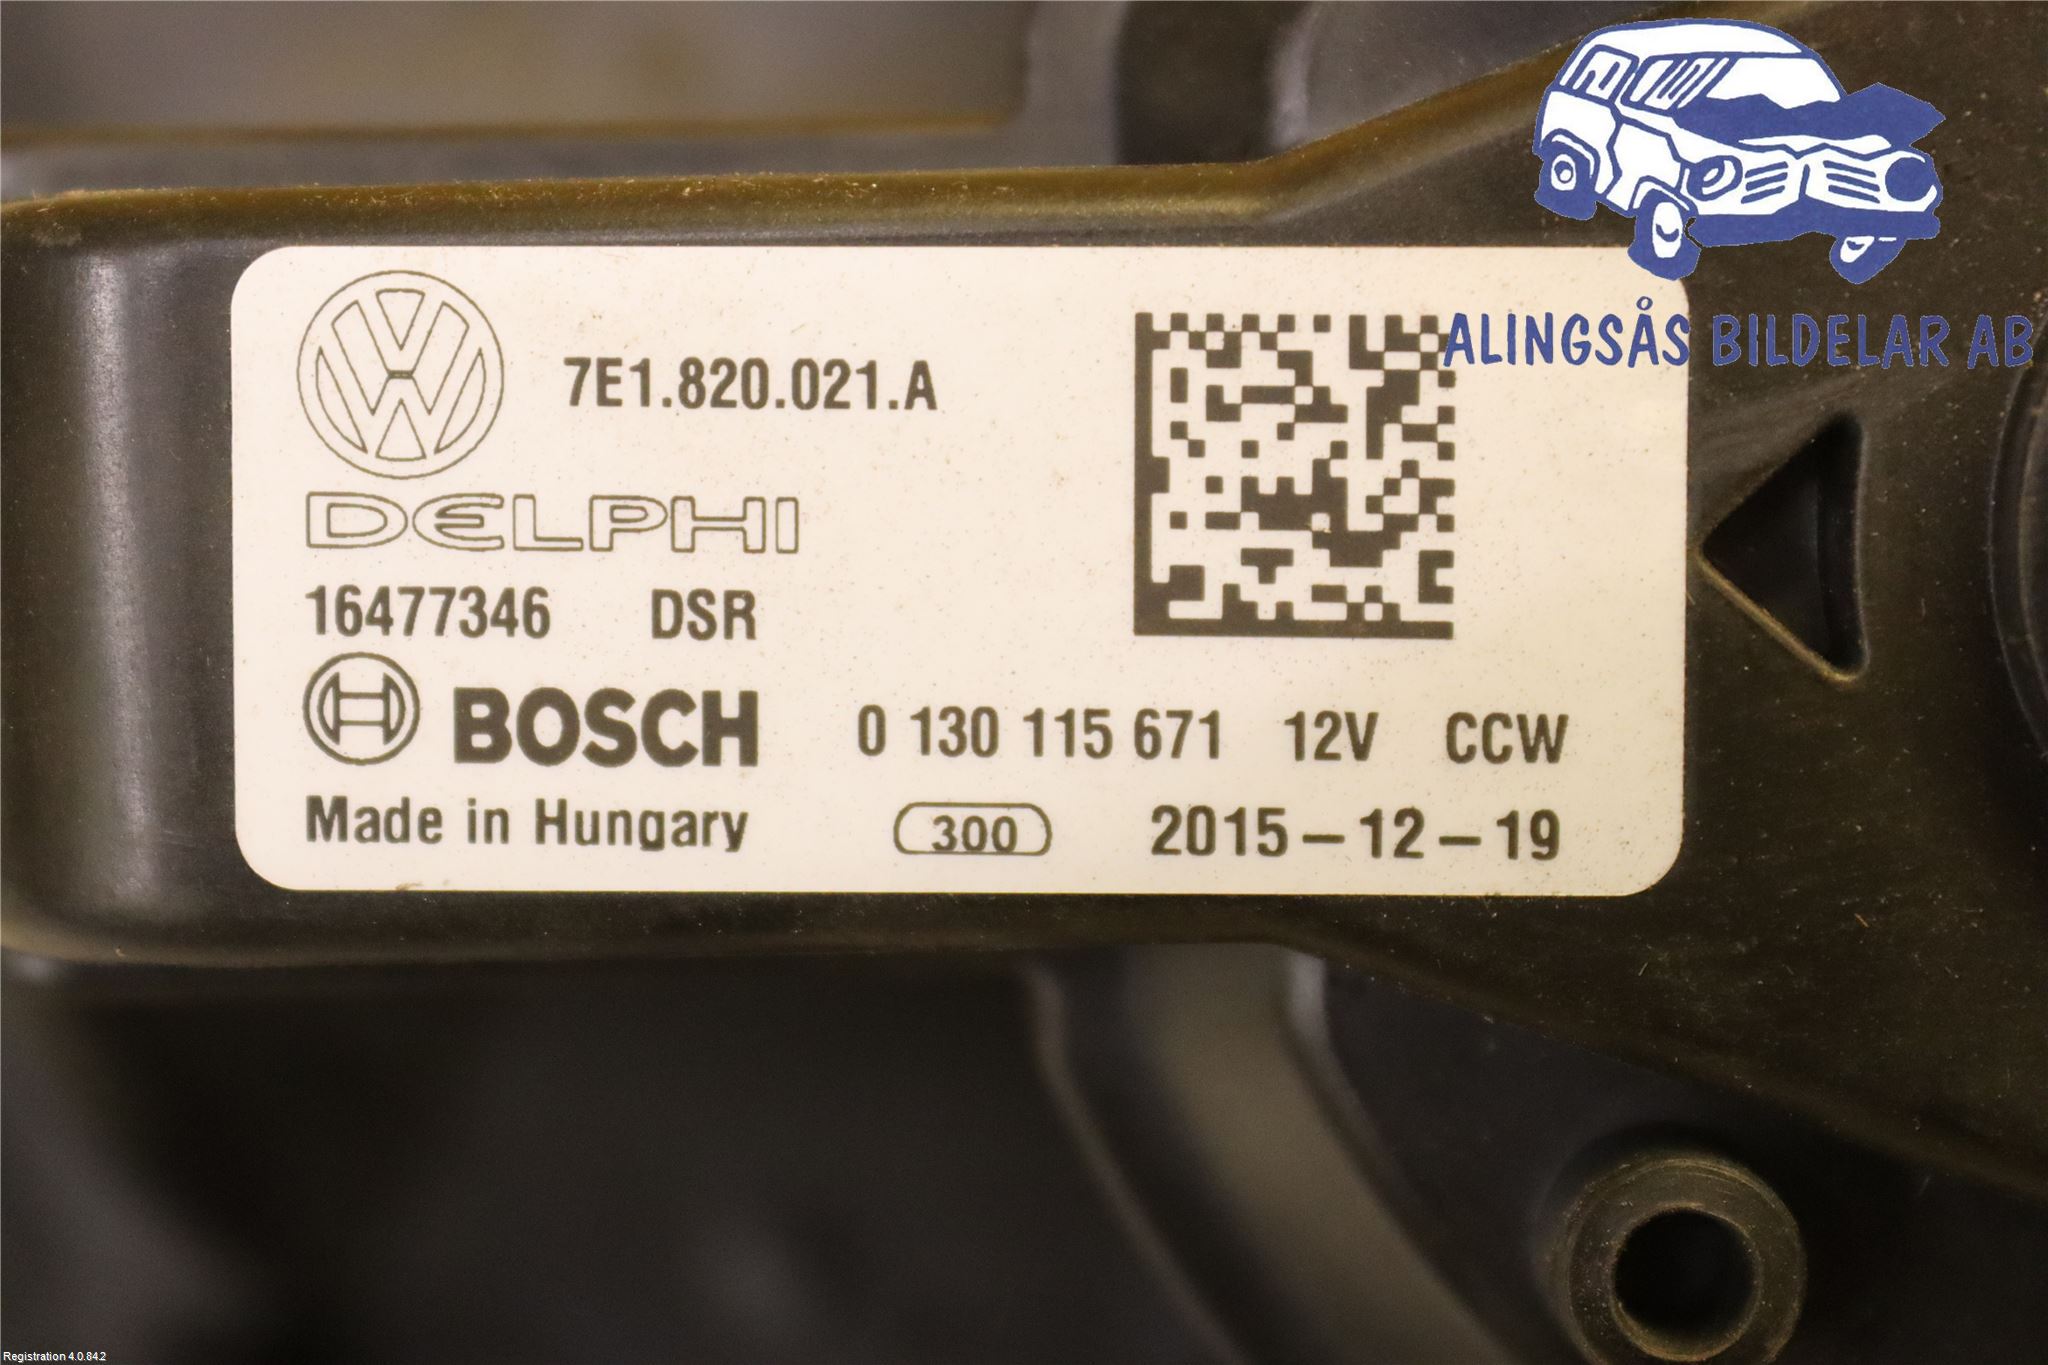 ALINGSÅS BILDELAR AB
7E1.820.021.A
DELPHI
16477346 DSR
BOSCH 0 130 115 671 12V CCW
Made in Hungary 300 2015-12-19
Registration 4.0.84.2